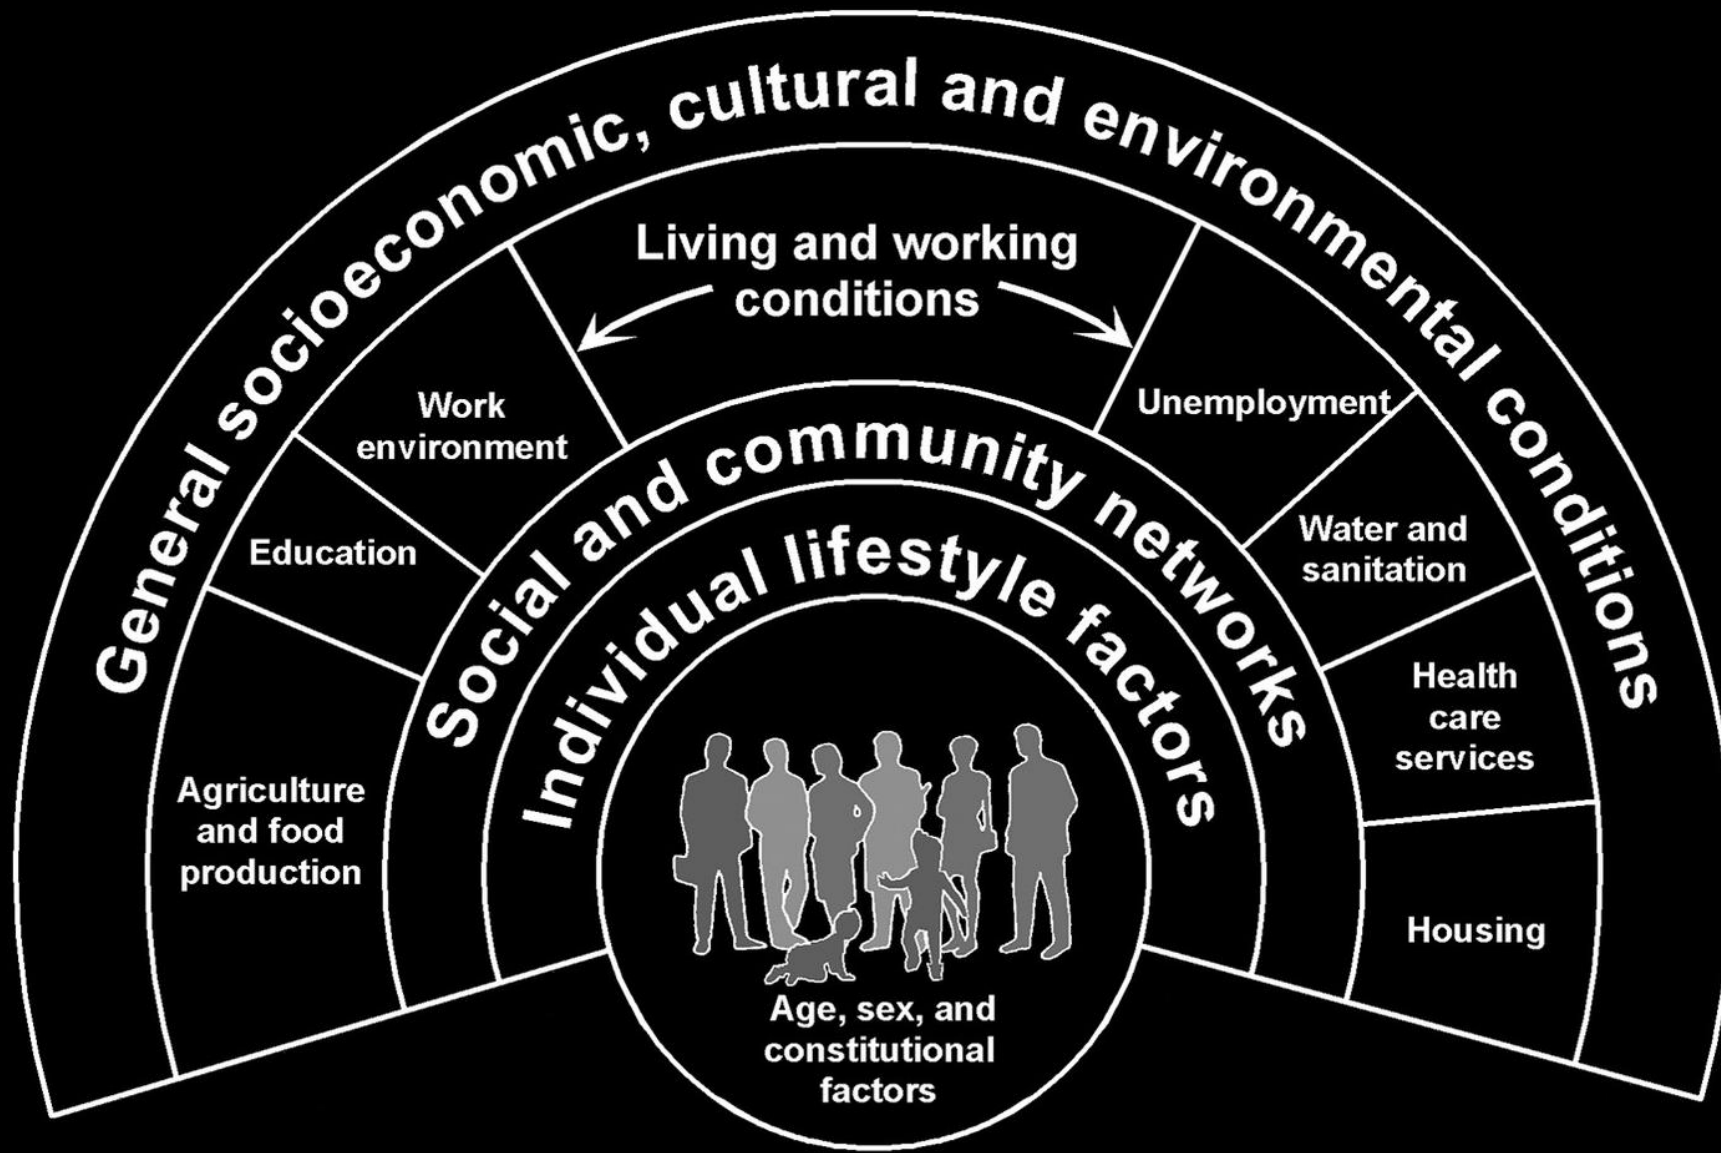 General socioeconomic, cultural and environmental conditions
Living and working
conditions
Work
environment
Unemployment
Education
Water and
sanitation
Agriculture
and food
production
Health
care
services
Housing
Social and community networks
Individual lifestyle factors
Age, sex, and
constitutional
factors